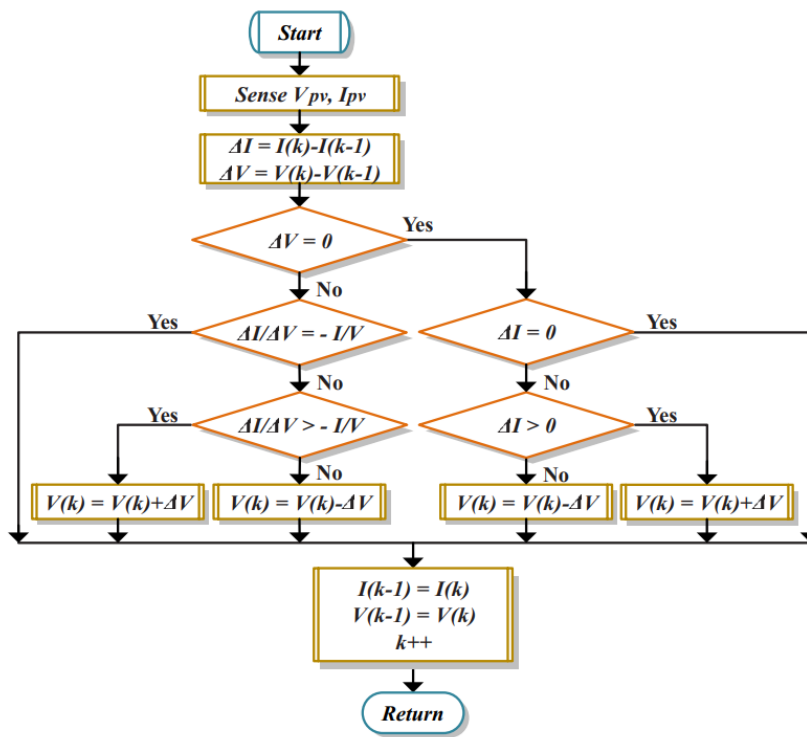 Start
Sense Vpv, Ipv
ΔI = I(k)-I(k-1)
ΔV = V(k)-V(k-1)
ΔV = 0
Yes
No
Yes
ΔI/ΔV = - I/V
ΔI = 0
Yes
No
No
Yes
ΔI/ΔV > - I/V
ΔI > 0
Yes
No
No
V(k) = V(k)+ΔV
V(k) = V(k)-ΔV
V(k) = V(k)-ΔV
V(k) = V(k)+ΔV
I(k-1) = I(k)
V(k-1) = V(k)
k++
Return